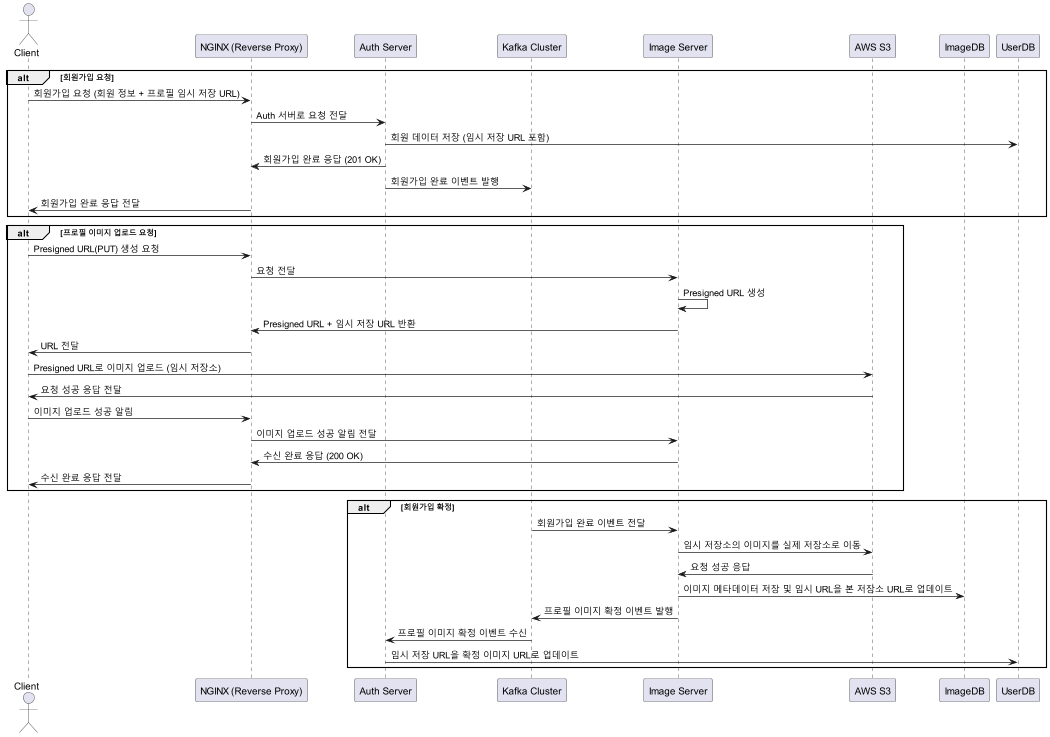 Client
NGINX (Reverse Proxy)
Auth Server
Kafka Cluster
Image Server
AWS S3
ImageDB
UserDB
alt [회원가입 요청]
회원가입 요청 (회원 정보 + 프로필 임시 저장 URL)
Auth 서버로 요청 전달
회원 데이터 저장 (임시 저장 URL 포함)
회원가입 완료 응답 (201 OK)
회원가입 완료 이벤트 발행
회원가입 완료 응답 전달
alt [프로필 이미지 업로드 요청]
Presigned URL(PUT) 생성 요청
요청 전달
Presigned URL 생성
Presigned URL + 임시 저장 URL 반환
URL 전달
Presigned URL로 이미지 업로드 (임시 저장소)
요청 성공 응답 전달
이미지 업로드 성공 알림
이미지 업로드 성공 알림 전달
수신 완료 응답 (200 OK)
수신 완료 응답 전달
alt [회원가입 확정]
회원가입 완료 이벤트 전달
임시 저장소의 이미지를 실제 저장소로 이동
요청 성공 응답
이미지 메타데이터 저장 및 임시 URL을 본 저장소 URL로 업데이트
프로필 이미지 확정 이벤트 발행
프로필 이미지 확정 이벤트 수신
임시 저장 URL을 확정 이미지 URL로 업데이트
Client
NGINX (Reverse Proxy)
Auth Server
Kafka Cluster
Image Server
AWS S3
ImageDB
UserDB